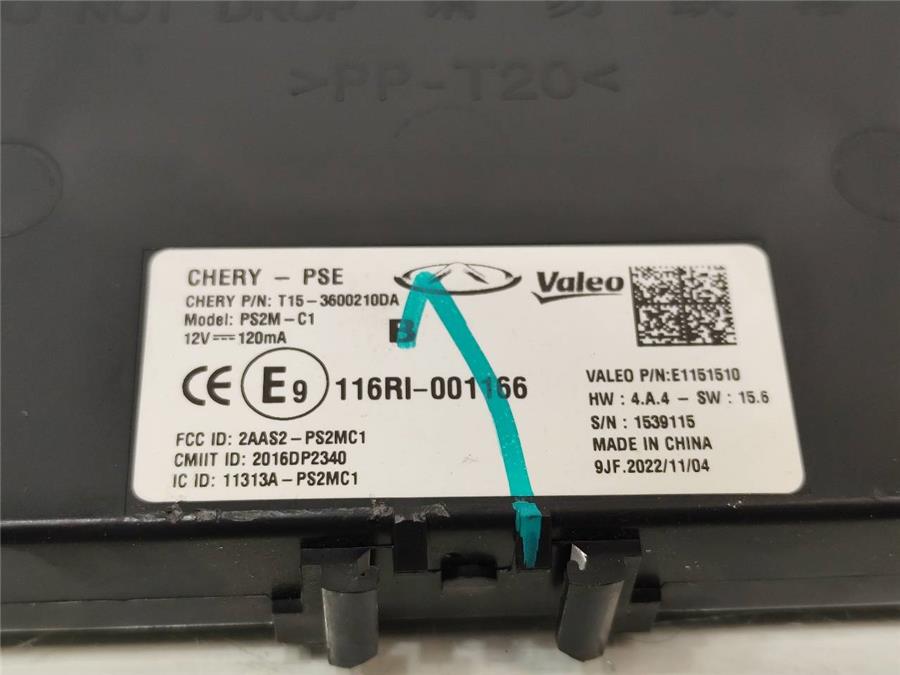 NOT DROP
>PP-T20<
CHERY - PSE
CHERY P/N: T15-3600210DA
Model: PS2M-C1
12V⎓120mA
B
CE E9 116RI-001166
FCC ID: 2AAS2-PS2MC1
CMIIT ID: 2016DP2340
IC ID: 11313A-PS2MC1
Valeo
VALEO P/N:E1151510
HW : 4.A.4 - SW : 15.6
S/N : 1539115
MADE IN CHINA
9JF.2022/11/04